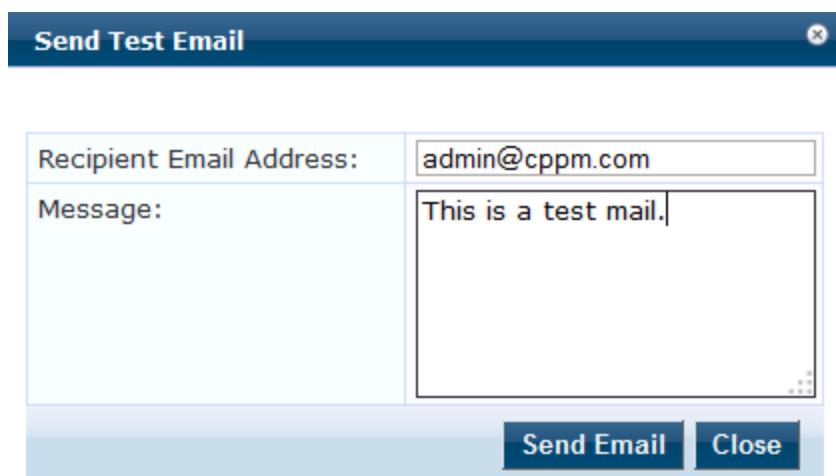 Send Test Email
Recipient Email Address: admin@cppm.com
Message: This is a test mail.
Send Email Close